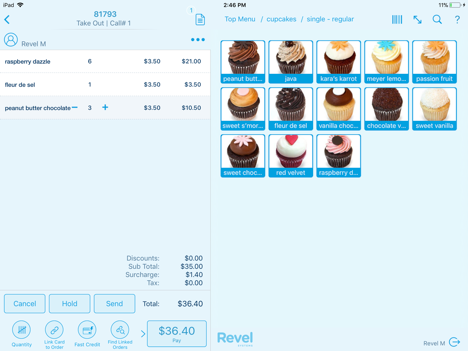 iPad
2:46 PM
11%
81793
Take Out | Call# 1
1
Top Menu / cupcakes / single - regular
?
Revel M
raspberry dazzle 6 $3.50 $21.00
fleur de sel 1 $3.50 $3.50
peanut butter chocolate − 3 + $3.50 $10.50
peanut butt...
java
kara's karrot
meyer lemo...
passion fruit
sweet s'mor...
fleur de sel
vanilla choc...
chocolate v...
sweet vanilla
sweet choc...
red velvet
raspberry d...
Discounts: $0.00
Sub Total: $35.00
Surcharge: $1.40
Tax: $0.00
Cancel
Hold
Send
Total: $36.40
Quantity
Link Card
to Order
Fast Credit
Find Linked
Orders
$36.40
Pay
Revel
Revel M